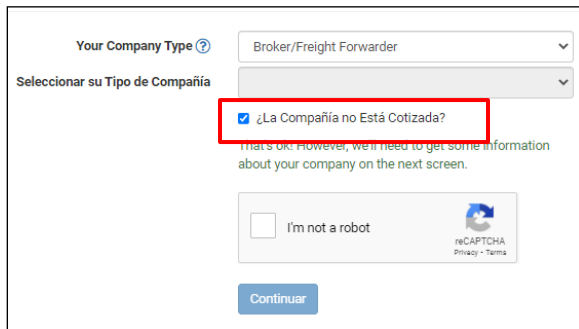 Your Company Type
Broker/Freight Forwarder
Seleccionar su Tipo de Compañía
¿La Compañía no Está Cotizada?
That's ok! However, we'll need to get some information
about your company on the next screen.
I'm not a robot
reCAPTCHA
Privacy - Terms
Continuar